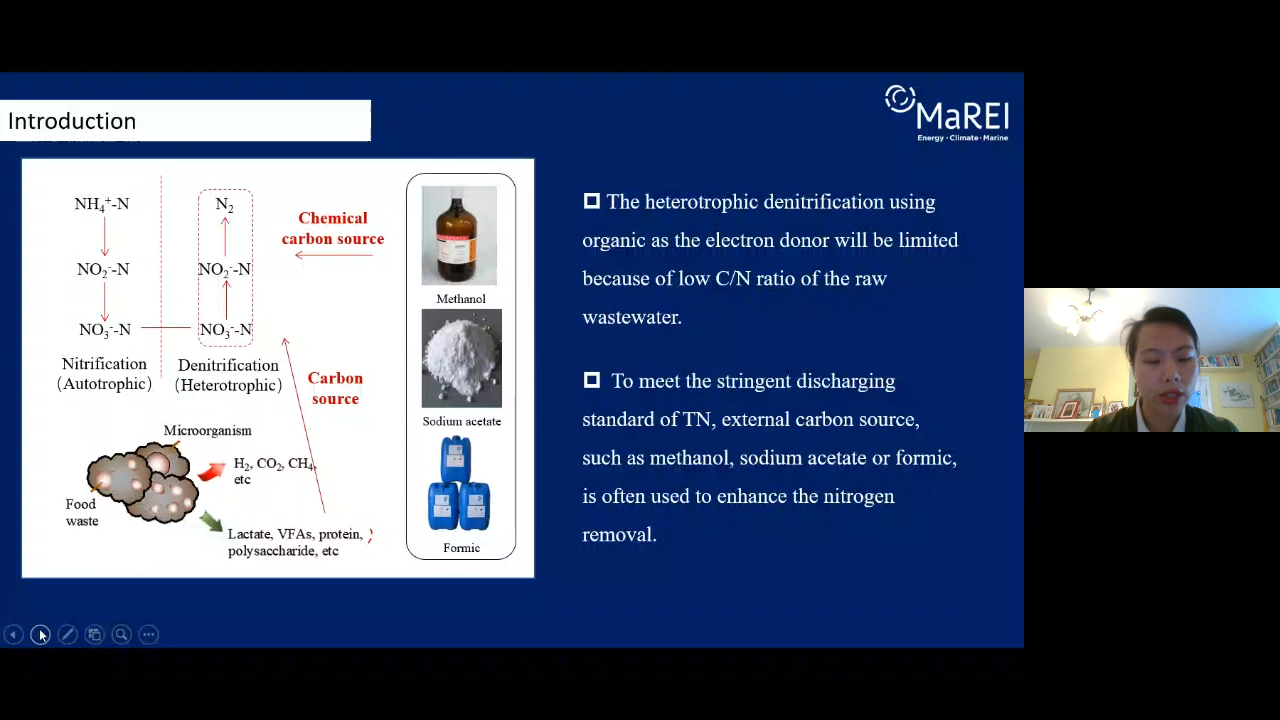 Introduction
MaREI
Energy · Climate · Marine
NH₄⁺-N
N₂
Chemical
carbon source
NO₂⁻-N
NO₂⁻-N
NO₃⁻-N
NO₃⁻-N
Nitrification
(Autotrophic)
Denitrification
(Heterotrophic)
Carbon
source
Microorganism
H₂, CO₂, CH₄,
etc
Food
waste
Lactate, VFAs, protein,
polysaccharide, etc
Methanol
Sodium acetate
Formic
The heterotrophic denitrification using
organic as the electron donor will be limited
because of low C/N ratio of the raw
wastewater.
To meet the stringent discharging
standard of TN, external carbon source,
such as methanol, sodium acetate or formic,
is often used to enhance the nitrogen
removal.